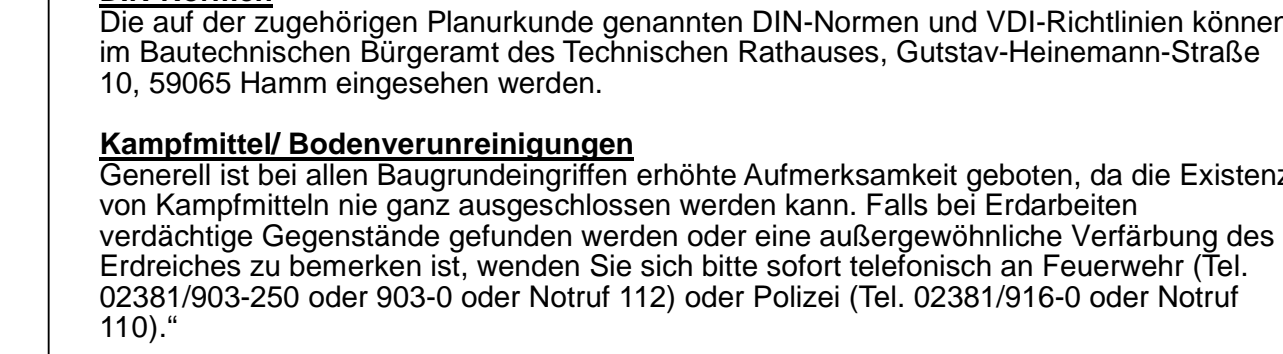 DIN-Normen
Die auf der zugehörigen Planurkunde genannten DIN-Normen und VDI-Richtlinien können
im Bautechnischen Bürgeramt des Technischen Rathauses, Gutstav-Heinemann-Straße
10, 59065 Hamm eingesehen werden.
Kampfmittel/ Bodenverunreinigungen
Generell ist bei allen Baugrundeingriffen erhöhte Aufmerksamkeit geboten, da die Existenz
von Kampfmitteln nie ganz ausgeschlossen werden kann. Falls bei Erdarbeiten
verdächtige Gegenstände gefunden werden oder eine außergewöhnliche Verfärbung des
Erdreiches zu bemerken ist, wenden Sie sich bitte sofort telefonisch an Feuerwehr (Tel.
02381/903-250 oder 903-0 oder Notruf 112) oder Polizei (Tel. 02381/916-0 oder Notruf
110).“